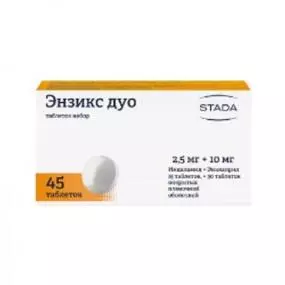 Энзикс дуо
таблеток набор
STADA
2,5 мг + 10 мг
Индапамид + Эналаприл
15 таблеток, + 30 таблеток
покрытых
пленочной
оболочкой
45
таблеток